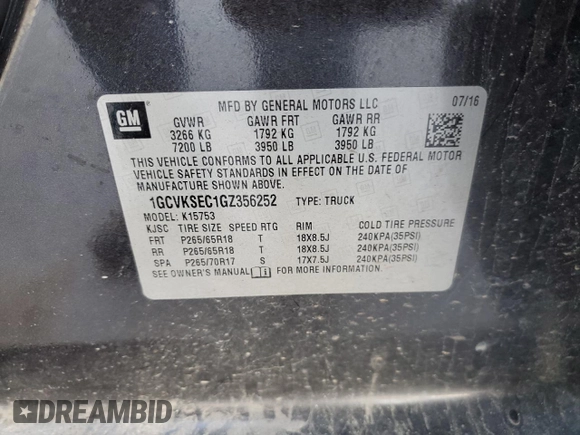 GM
MFD BY GENERAL MOTORS LLC 07/16
GVWR GAWR FRT GAWR RR
3266 KG 1792 KG 1792 KG
7200 LB 3950 LB 3950 LB
THIS VEHICLE CONFORMS TO ALL APPLICABLE U.S. FEDERAL MOTOR
VEHICLE SAFETY STANDARDS IN EFFECT ON THE DATE OF
MANUFACTURE SHOWN ABOVE.
1GCVKSEC1GZ356252 TYPE: TRUCK
MODEL: K15753
KJSC TIRE SIZE SPEED RTG RIM COLD TIRE PRESSURE
FRT P265/65R18 T 18X8.5J 240KPA(35PSI)
RR P265/65R18 T 18X8.5J 240KPA(35PSI)
SPA P265/70R17 S 17X7.5J 240KPA(35PSI)
SEE OWNER'S MANUAL FOR MORE INFORMATION.
DREAMBID